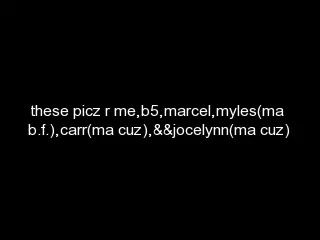 these picz r me,b5,marcel,myles(ma
b.f.),carr(ma cuz),&&jocelynn(ma cuz)